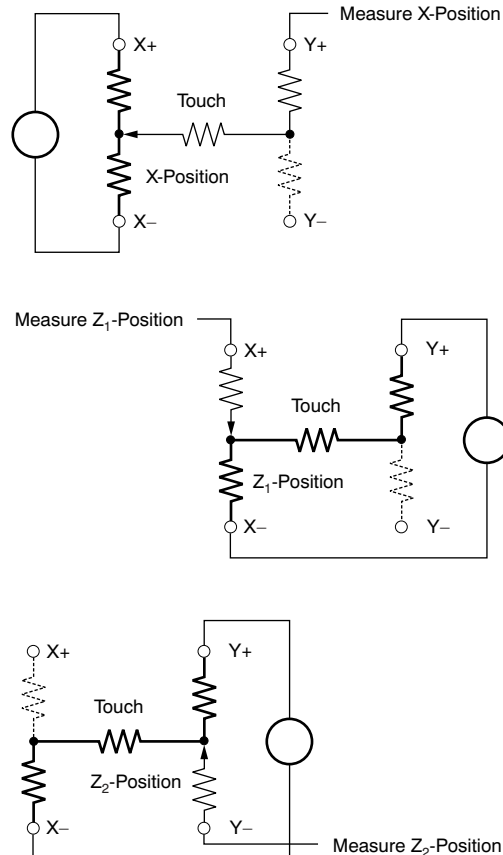 Measure X-Position
X+
Y+
Touch
X-Position
X–
Y–
Measure Z₁-Position
X+
Y+
Touch
Z₁-Position
X–
Y–
X+
Y+
Touch
Z₂-Position
X–
Y–
Measure Z₂-Position